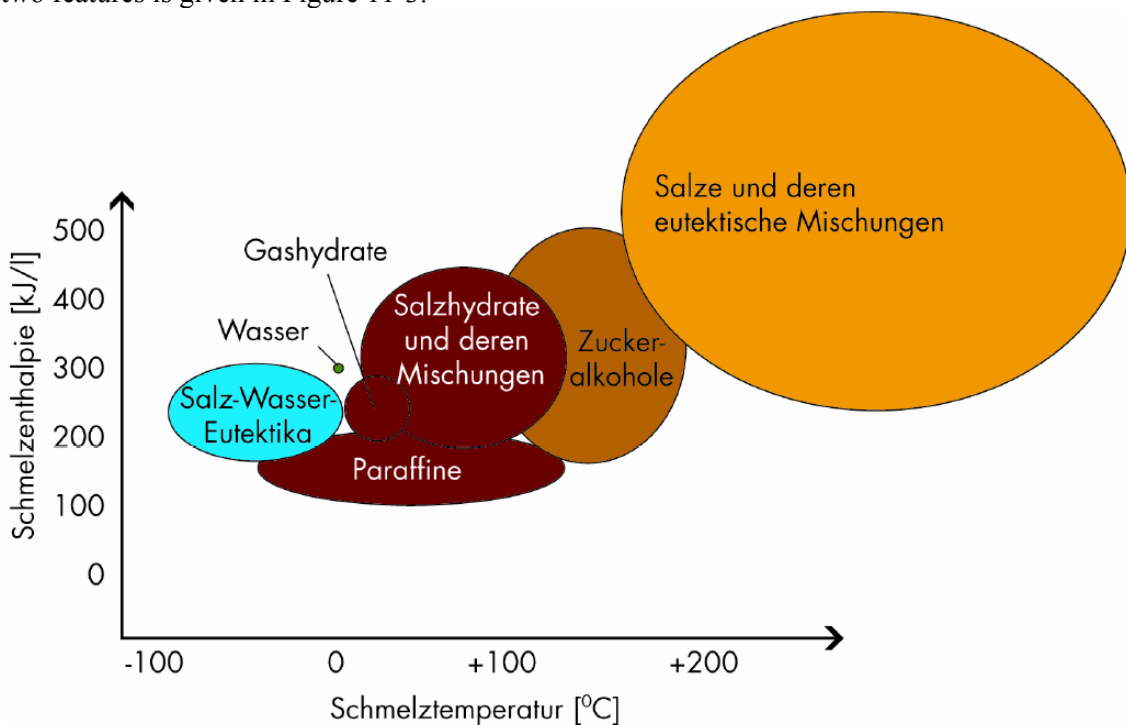 two features is given in Figure 11-3.
Salze und deren
eutektische Mischungen
500
Gashydrate
400
Salzhydrate
und deren
Mischungen
Wasser
300
Zucker-
alkohole
Salz-Wasser-
Eutektika
200
Paraffine
100
0
Schmelzenthalpie [kJ/l]
-100
0
+100
+200
Schmelztemperatur [⁰C]